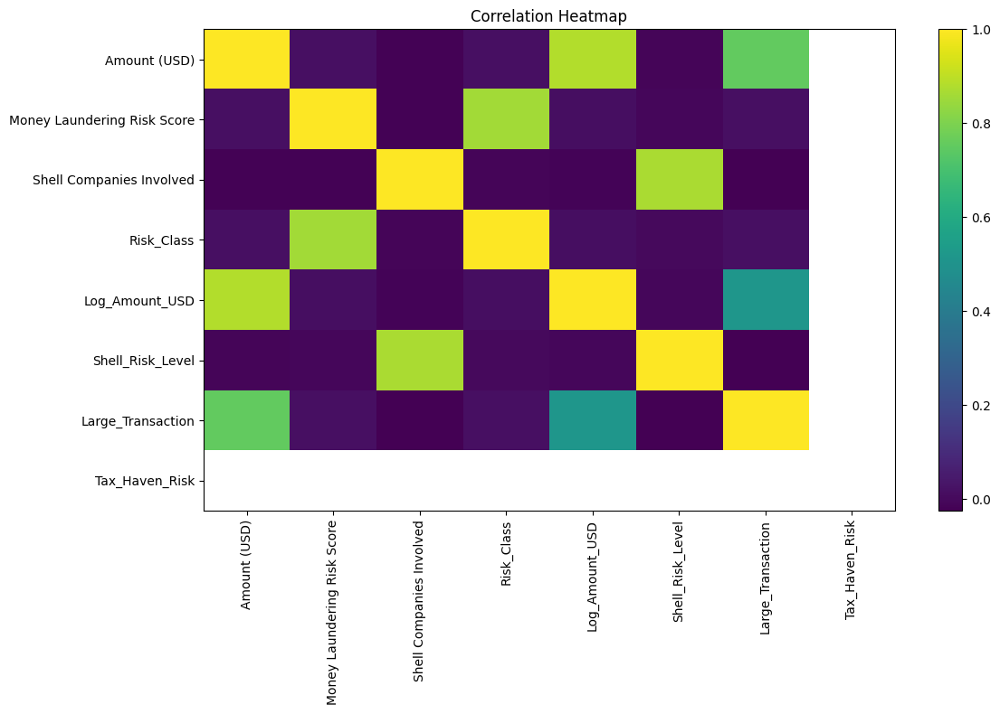 Correlation Heatmap
Amount (USD)
Money Laundering Risk Score
Shell Companies Involved
Risk_Class
Log_Amount_USD
Shell_Risk_Level
Large_Transaction
Tax_Haven_Risk
Amount (USD)
Money Laundering Risk Score
Shell Companies Involved
Risk_Class
Log_Amount_USD
Shell_Risk_Level
Large_Transaction
Tax_Haven_Risk
1.0
0.8
0.6
0.4
0.2
0.0